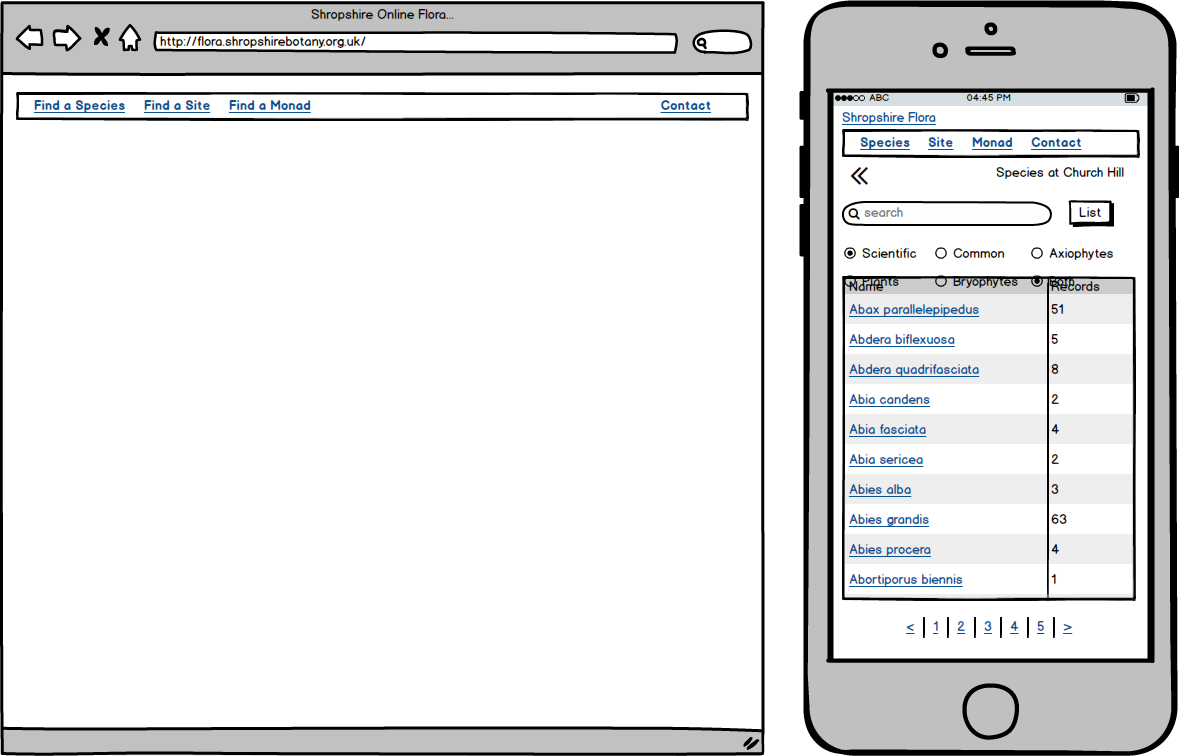 Shropshire Online Flora...
http://flora.shropshirebotany.org.uk/
Find a Species Find a Site Find a Monad Contact
ABC 04:45 PM
Shropshire Flora
Species Site Monad Contact
Species at Church Hill
search List
Scientific Common Axiophytes
Plants Bryophytes Both
Name Records
Abax parallelepipedus 51
Abdera biflexuosa 5
Abdera quadrifasciata 8
Abia candens 2
Abia fasciata 4
Abia sericea 2
Abies alba 3
Abies grandis 63
Abies procera 4
Abortiporus biennis 1
< 1 2 3 4 5 >